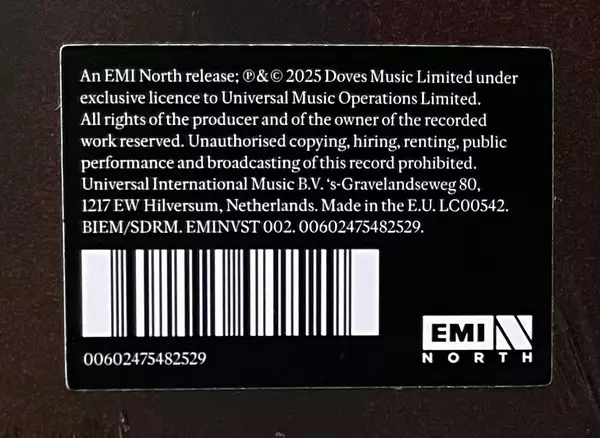 An EMI North release; ℗&© 2025 Doves Music Limited under
exclusive licence to Universal Music Operations Limited.
All rights of the producer and of the owner of the recorded
work reserved. Unauthorised copying, hiring, renting, public
performance and broadcasting of this record prohibited.
Universal International Music B.V. ‘s-Gravelandseweg 80,
1217 EW Hilversum, Netherlands. Made in the E.U. LC00542.
BIEM/SDRM. EMINVST 002. 00602475482529.
00602475482529
EMI
NORTH